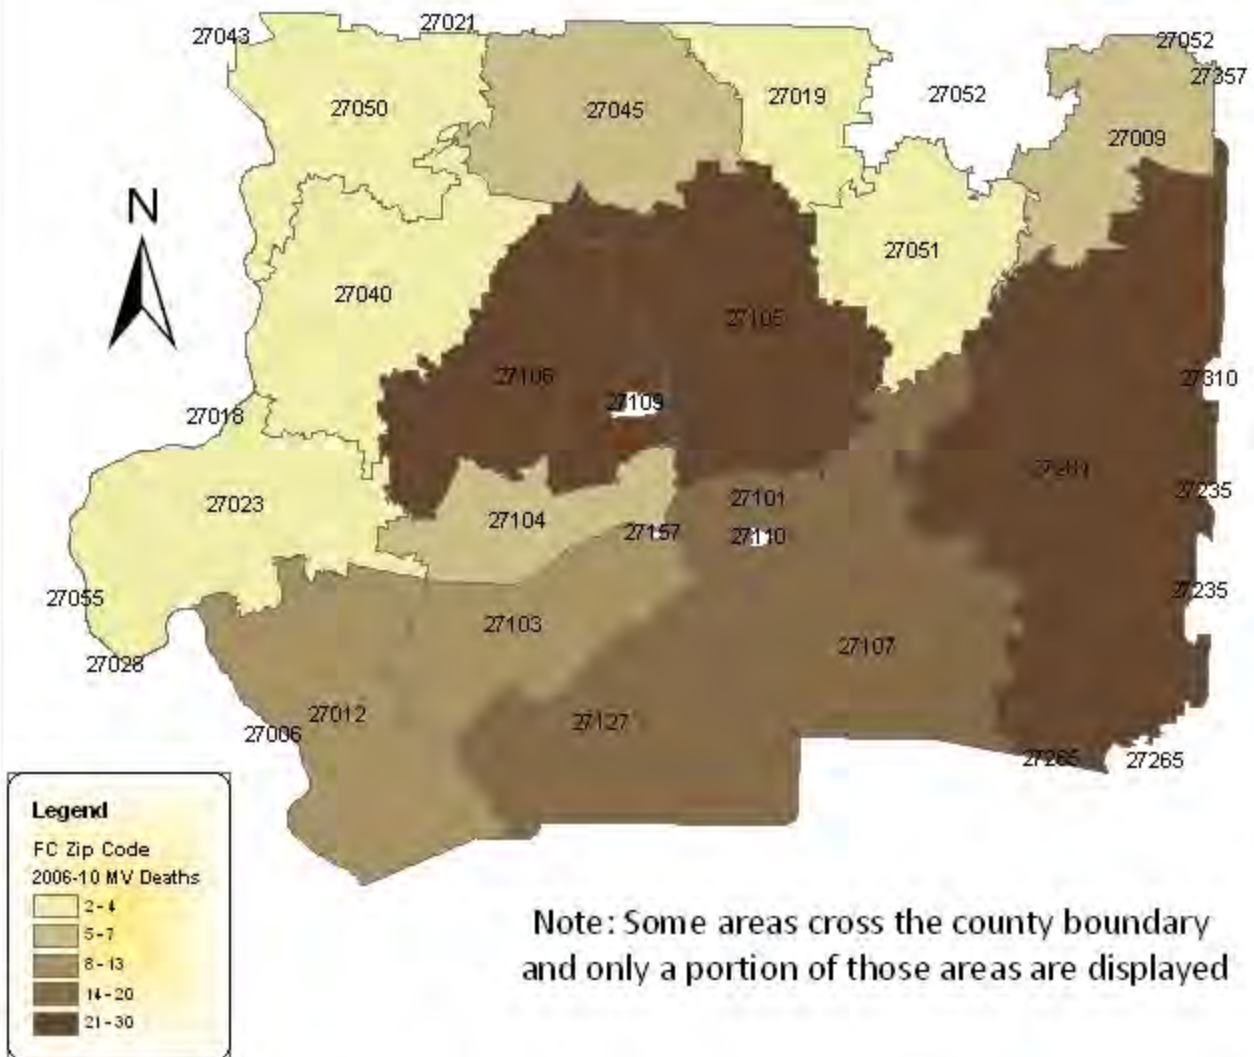 27043
27021
27052
27357
27050
27045
27019
27052
27009
N
27051
27040
27105
27106
27109
27310
27018
27023
27104
27101
27235
27157
27110
27055
27235
27028
27103
27107
27012
27006
27127
27265
27265
Legend
FC Zip Code
2006-10 MV Deaths
2 - 4
5 - 7
8 - 13
14 - 20
21 - 30
Note: Some areas cross the county boundary
and only a portion of those areas are displayed